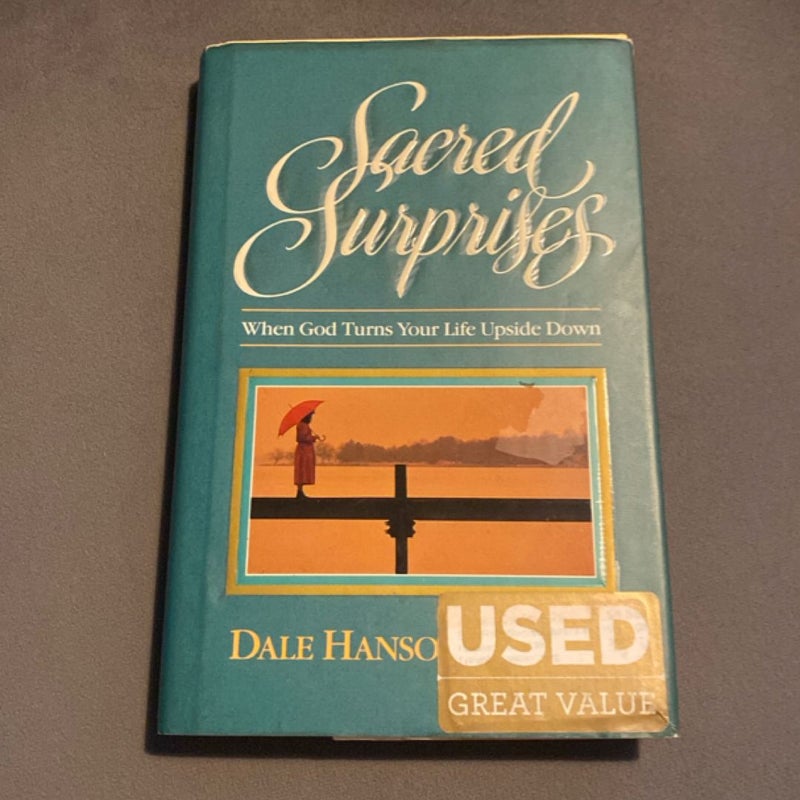 Sacred
Surprises
When God Turns Your Life Upside Down
DALE HANSO
USED
GREAT VALUE